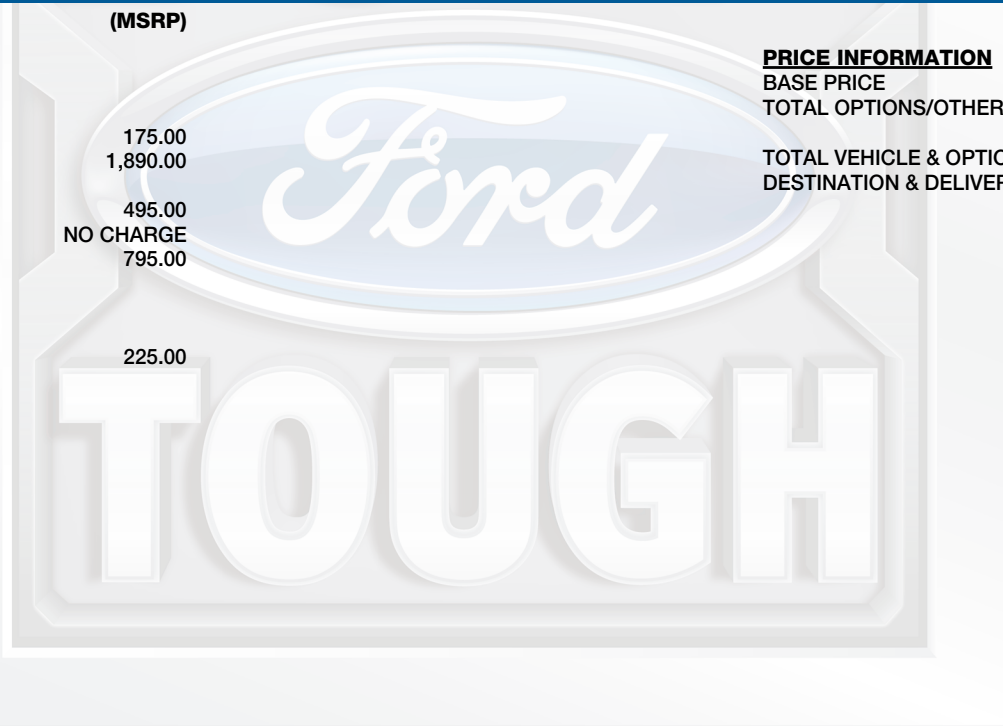 (MSRP)
175.00
1,890.00
495.00
NO CHARGE
795.00
225.00
PRICE INFORMATION
BASE PRICE
TOTAL OPTIONS/OTHER
TOTAL VEHICLE & OPTIO
DESTINATION & DELIVER
Ford
TOUGH